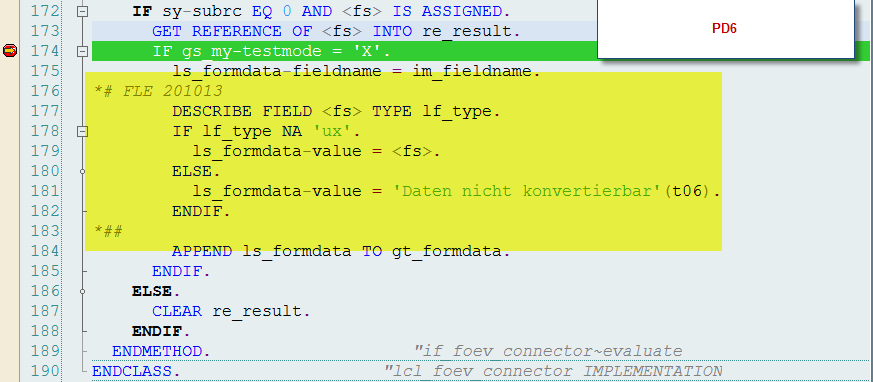 172 IF sy-subrc EQ 0 AND <fs> IS ASSIGNED.
173 GET REFERENCE OF <fs> INTO re_result.
174 IF gs_my-testmode = 'X'.
175 ls_formdata-fieldname = im_fieldname.
176 *# FLE 201013
177 DESCRIBE FIELD <fs> TYPE lf_type.
178 IF lf_type NA 'ux'.
179 ls_formdata-value = <fs>.
180 ELSE.
181 ls_formdata-value = 'Daten nicht konvertierbar'(t06).
182 ENDIF.
183 *##
184 APPEND ls_formdata TO gt_formdata.
185 ENDIF.
186 ELSE.
187 CLEAR re_result.
188 ENDIF.
189 ENDMETHOD. "if_foev_connector~evaluate
190 ENDCLASS. "lcl_foev_connector IMPLEMENTATION
PD6